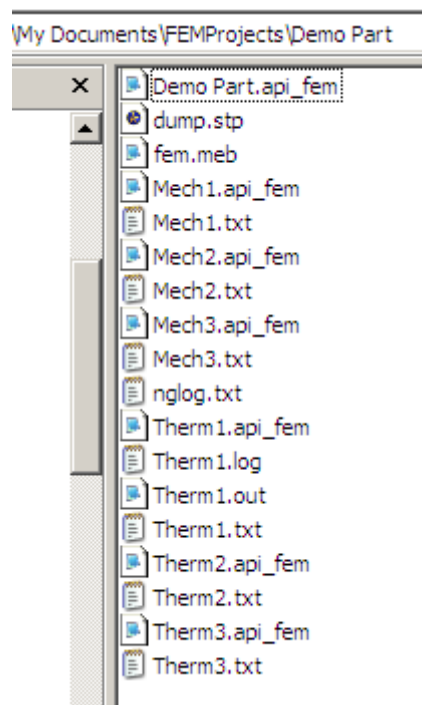 \My Documents\FEMProjects\Demo Part
Demo Part.api_fem
dump.stp
fem.meb
Mech1.api_fem
Mech1.txt
Mech2.api_fem
Mech2.txt
Mech3.api_fem
Mech3.txt
nglog.txt
Therm1.api_fem
Therm1.log
Therm1.out
Therm1.txt
Therm2.api_fem
Therm2.txt
Therm3.api_fem
Therm3.txt